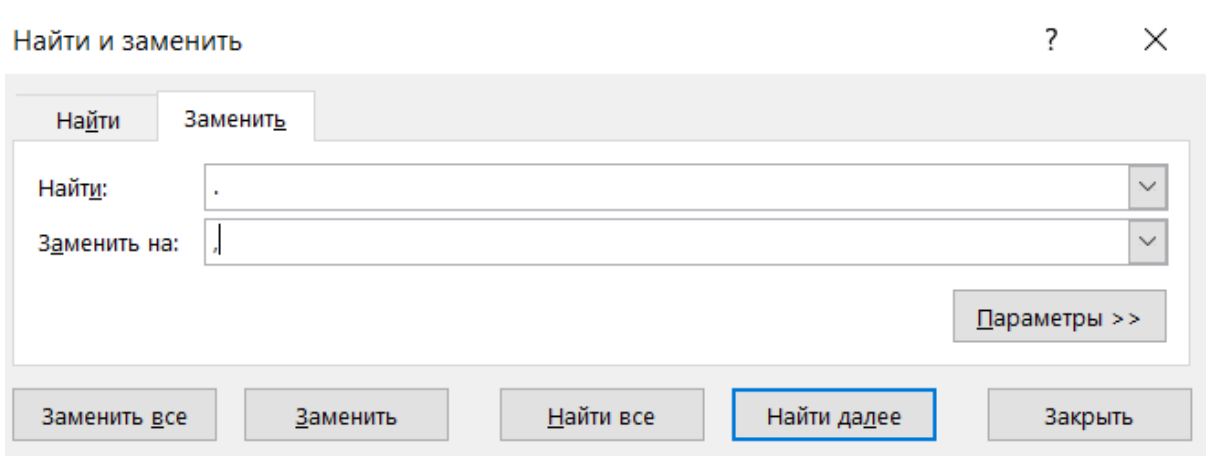 Найти и заменить ? ×
Найти Заменить
Найти: .
Заменить на: ,
Параметры >>
Заменить все Заменить Найти все Найти далее Закрыть